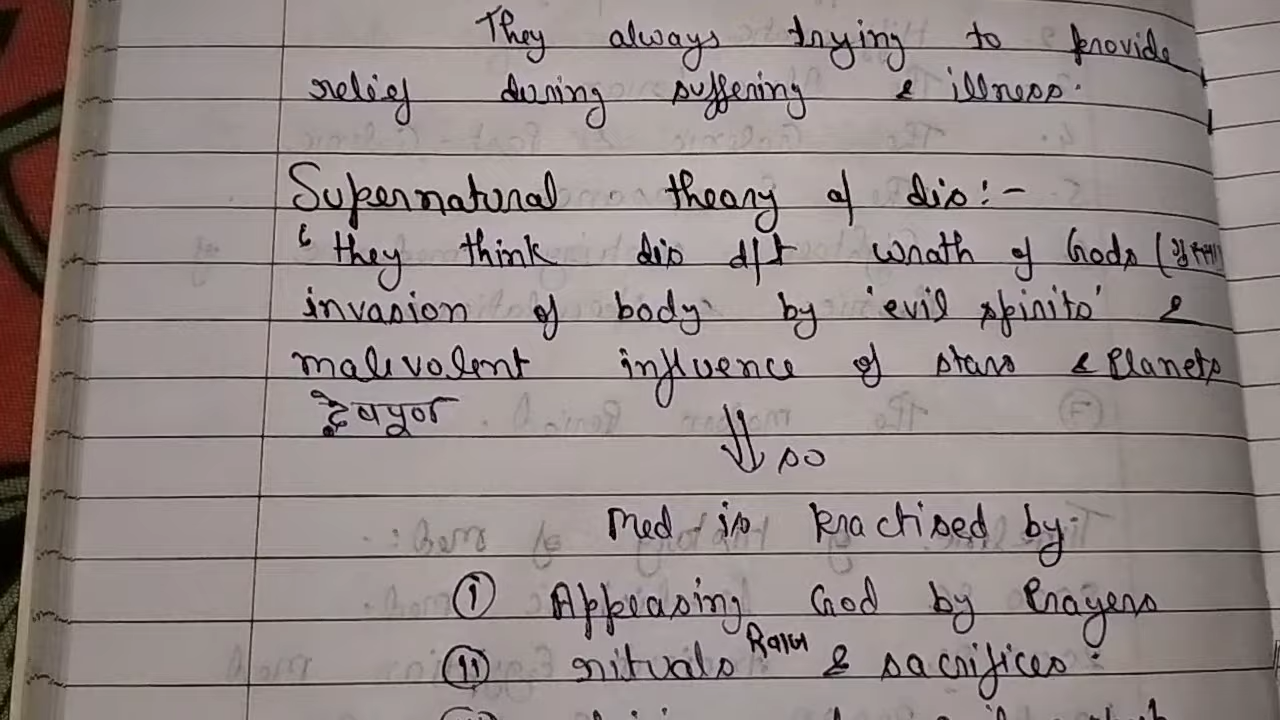 They always trying to provide
relief during suffering & illness.
Supernatural theory of dis:-
" they think dis d/t wrath of Gods (
invasion of body by 'evil spirits' &
malevolent influence of stars & Planets
द्वेषपूर्ण
so
Med is Practised by:
(i) Appeasing God by Prayers
(ii) rituals & sacrifices: